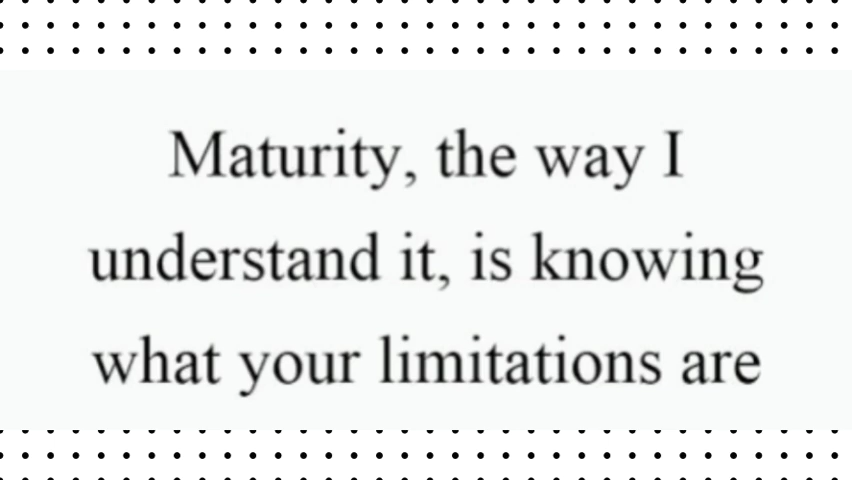 Maturity, the way I
understand it, is knowing
what your limitations are